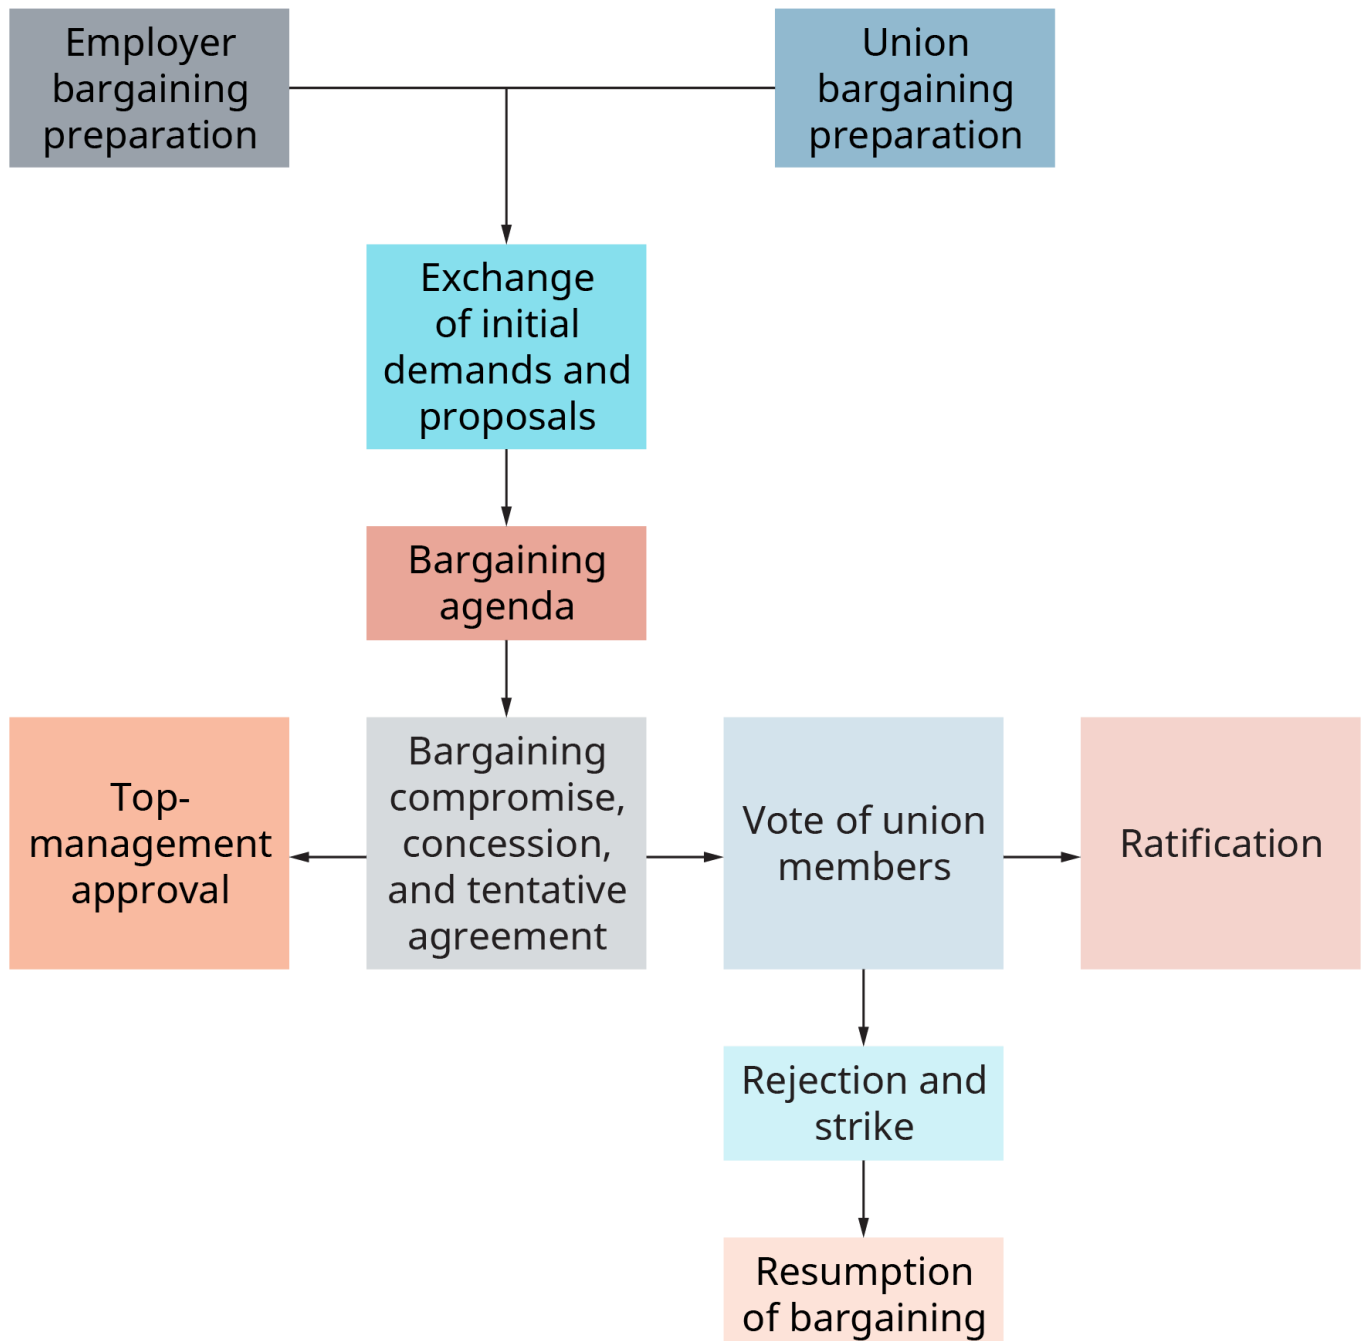 Employer
bargaining
preparation
Union
bargaining
preparation
Exchange
of initial
demands and
proposals
Bargaining
agenda
Top-
management
approval
Bargaining
compromise,
concession,
and tentative
agreement
Vote of union
members
Ratification
Rejection and
strike
Resumption
of bargaining